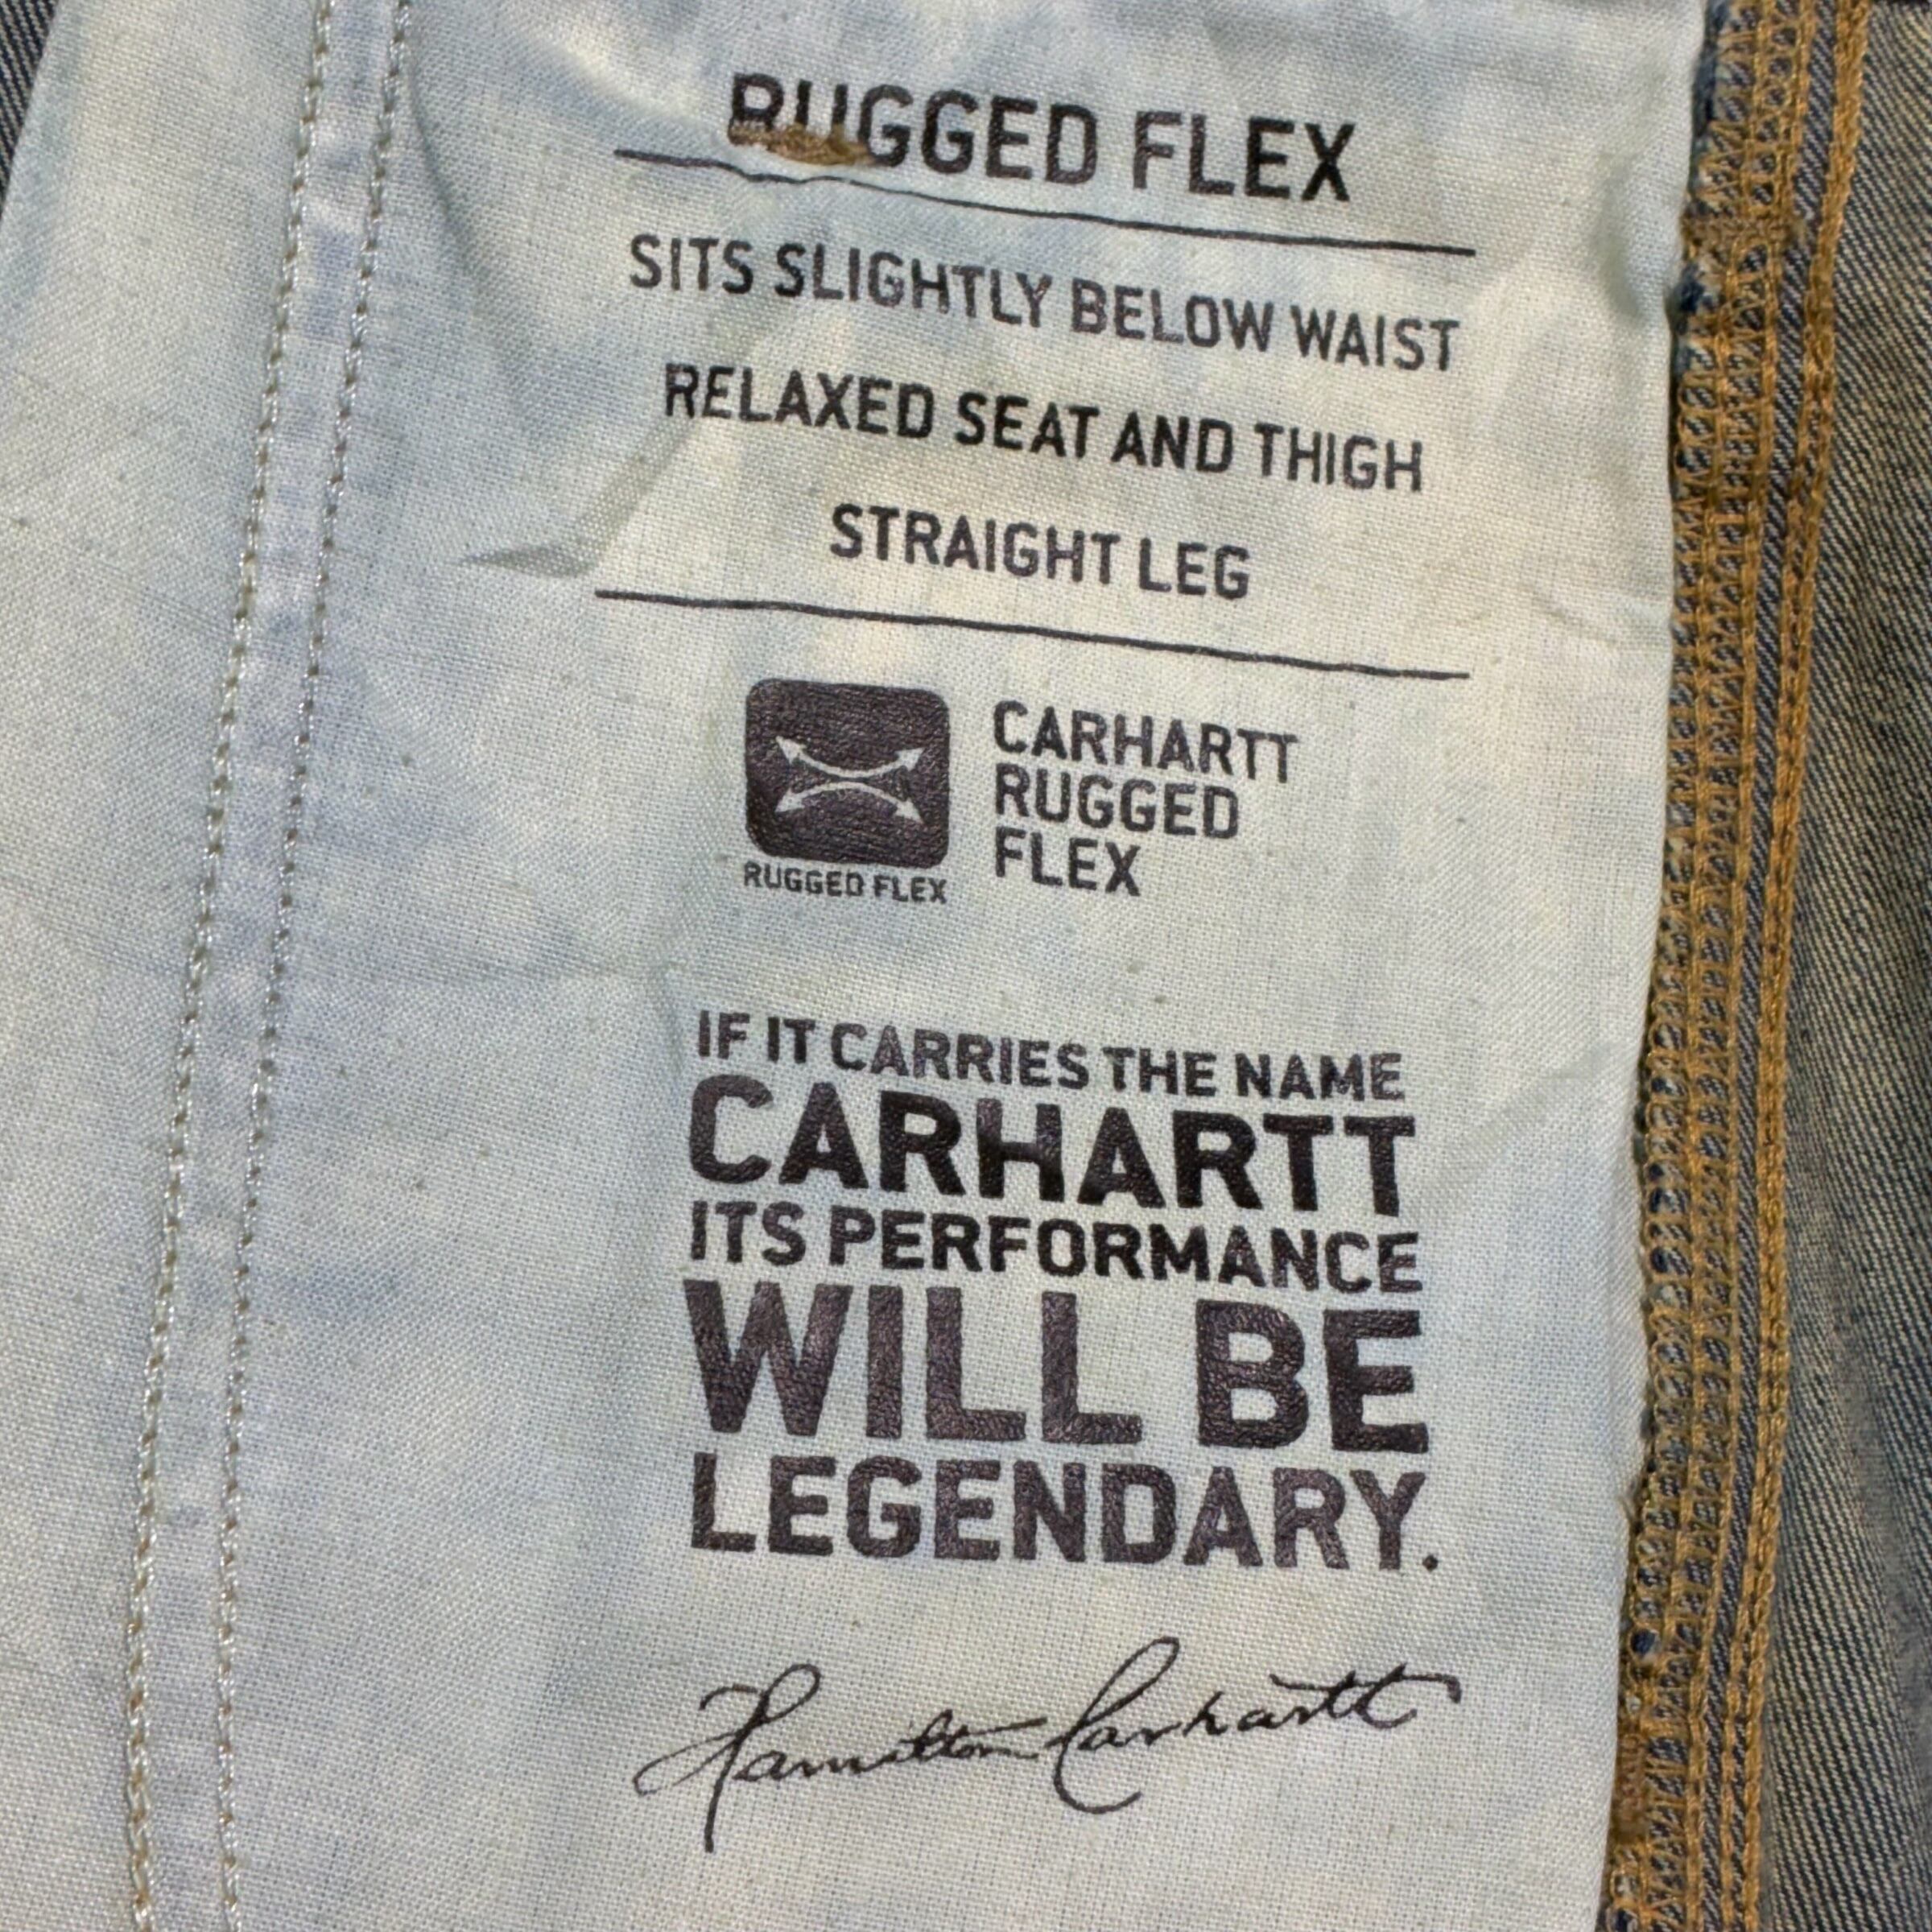 RUGGED FLEX
SITS SLIGHTLY BELOW WAIST
RELAXED SEAT AND THIGH
STRAIGHT LEG
RUGGED FLEX
CARHARTT
RUGGED
FLEX
IF IT CARRIES THE NAME
CARHARTT
ITS PERFORMANCE
WILL BE
LEGENDARY.
Hamilton Carhartt